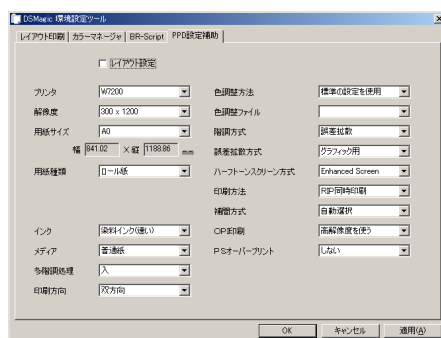 DSMagic 環境設定ツール
レイアウト印刷 カラーマネージャ BR-Script PPD設定補助
レイアウト設定
プリンタ W7200 色調整方法 標準の設定を使用
解像度 300 x 1200 色調整ファイル
用紙サイズ A0 階調方式 誤差拡散
幅 841.02 × 縦 1188.86 mm 誤差拡散方式 グラフィック用
用紙種類 ロール紙 ハーフトーンスクリーン方式 Enhanced Screen
印刷方法 RIP同時印刷
補間方式 自動選択
インク 染料インク(速い) OPI印刷 高解像度を使う
メディア 普通紙 PSオーバープリント しない
多階調処理 入
印刷方向 双方向
OK キャンセル 適用(A)